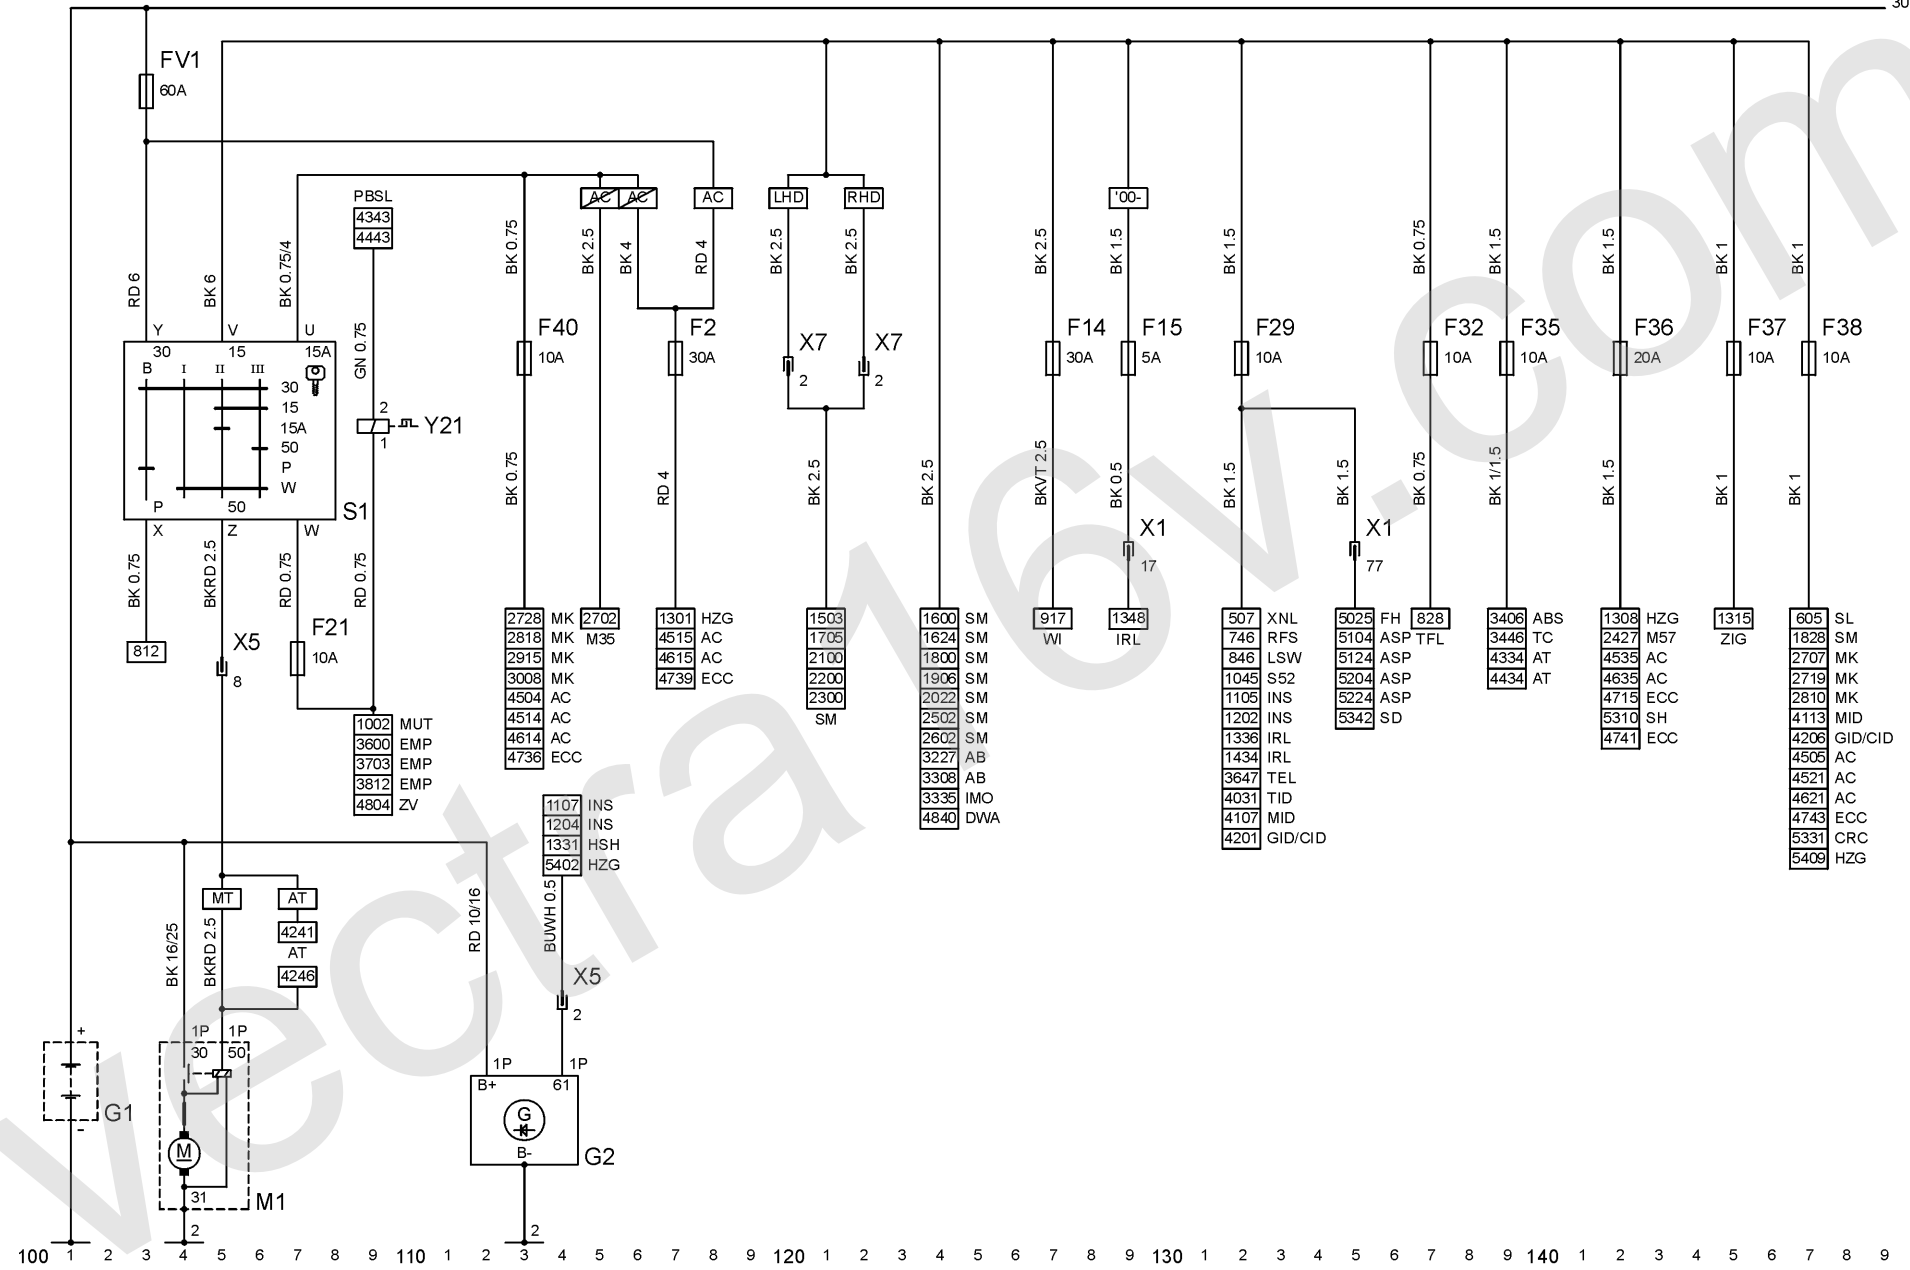 30
FV1
60A
PBSL
4343
4443
AC
AC
AC
LHD
RHD
'00-
RD 6
BK 6
BK 0.75/4
GN 0.75
BK 0.75
BK 2.5
BK 4
RD 4
BK 2.5
BK 2.5
BK 2.5
BK 1.5
BK 1.5
BK 0.75
BK 1.5
BK 1.5
BK 1
BK 1
Y
V
U
30
15
15A
B I II III
30
15
15A
50
P
W
P
50
S1
X
Z
W
2
1
Y21
F40
10A
F2
30A
X7
2
X7
2
F14
30A
F15
5A
F29
10A
F32
10A
F35
10A
F36
20A
F37
10A
F38
10A
BK 0.75
RD 4
BK 2.5
BK 2.5
BKVT 2.5
BK 0.5
BK 1.5
BK 1.5
BK 0.75
BK 1/1.5
BK 1.5
BK 1
BK 1
X1
17
X1
77
BK 0.75
BKRD 2.5
RD 0.75
RD 0.75
812
X5
8
F21
10A
1002 MUT
3600 EMP
3703 EMP
3812 EMP
4804 ZV
2728 MK
2818 MK
2915 MK
3008 MK
4504 AC
4514 AC
4614 AC
4736 ECC
2702
M35
1301 HZG
4515 AC
4615 AC
4739 ECC
1503
1705
2100
2200
2300
SM
1600 SM
1624 SM
1800 SM
1906 SM
2022 SM
2502 SM
2602 SM
3227 AB
3308 AB
3335 IMO
4840 DWA
917
WI
1348
IRL
507 XNL
746 RFS
846 LSW
1045 S52
1105 INS
1202 INS
1336 IRL
1434 IRL
3647 TEL
4031 TID
4107 MID
4201 GID/CID
5025 FH
5104 ASP
5124 ASP
5204 ASP
5224 ASP
5342 SD
828
TFL
3406 ABS
3446 TC
4334 AT
4434 AT
1308 HZG
2427 M57
4535 AC
4635 AC
4715 ECC
5310 SH
4741 ECC
1315
ZIG
605 SL
1828 SM
2707 MK
2719 MK
2810 MK
4113 MID
4206 GID/CID
4505 AC
4521 AC
4621 AC
4743 ECC
5331 CRC
5409 HZG
1107 INS
1204 INS
1331 HSH
5402 HZG
MT
AT
4241
AT
4246
BK 16/25
BKRD 2.5
RD 10/16
BUWH 0.5
X5
2
+
-
G1
1P
1P
30
50
M
31
M1
2
1P
1P
B+
61
G
B-
G2
2
100 1 2 3 4 5 6 7 8 9 110 1 2 3 4 5 6 7 8 9 120 1 2 3 4 5 6 7 8 9 130 1 2 3 4 5 6 7 8 9 140 1 2 3 4 5 6 7 8 9
vectra16v.com